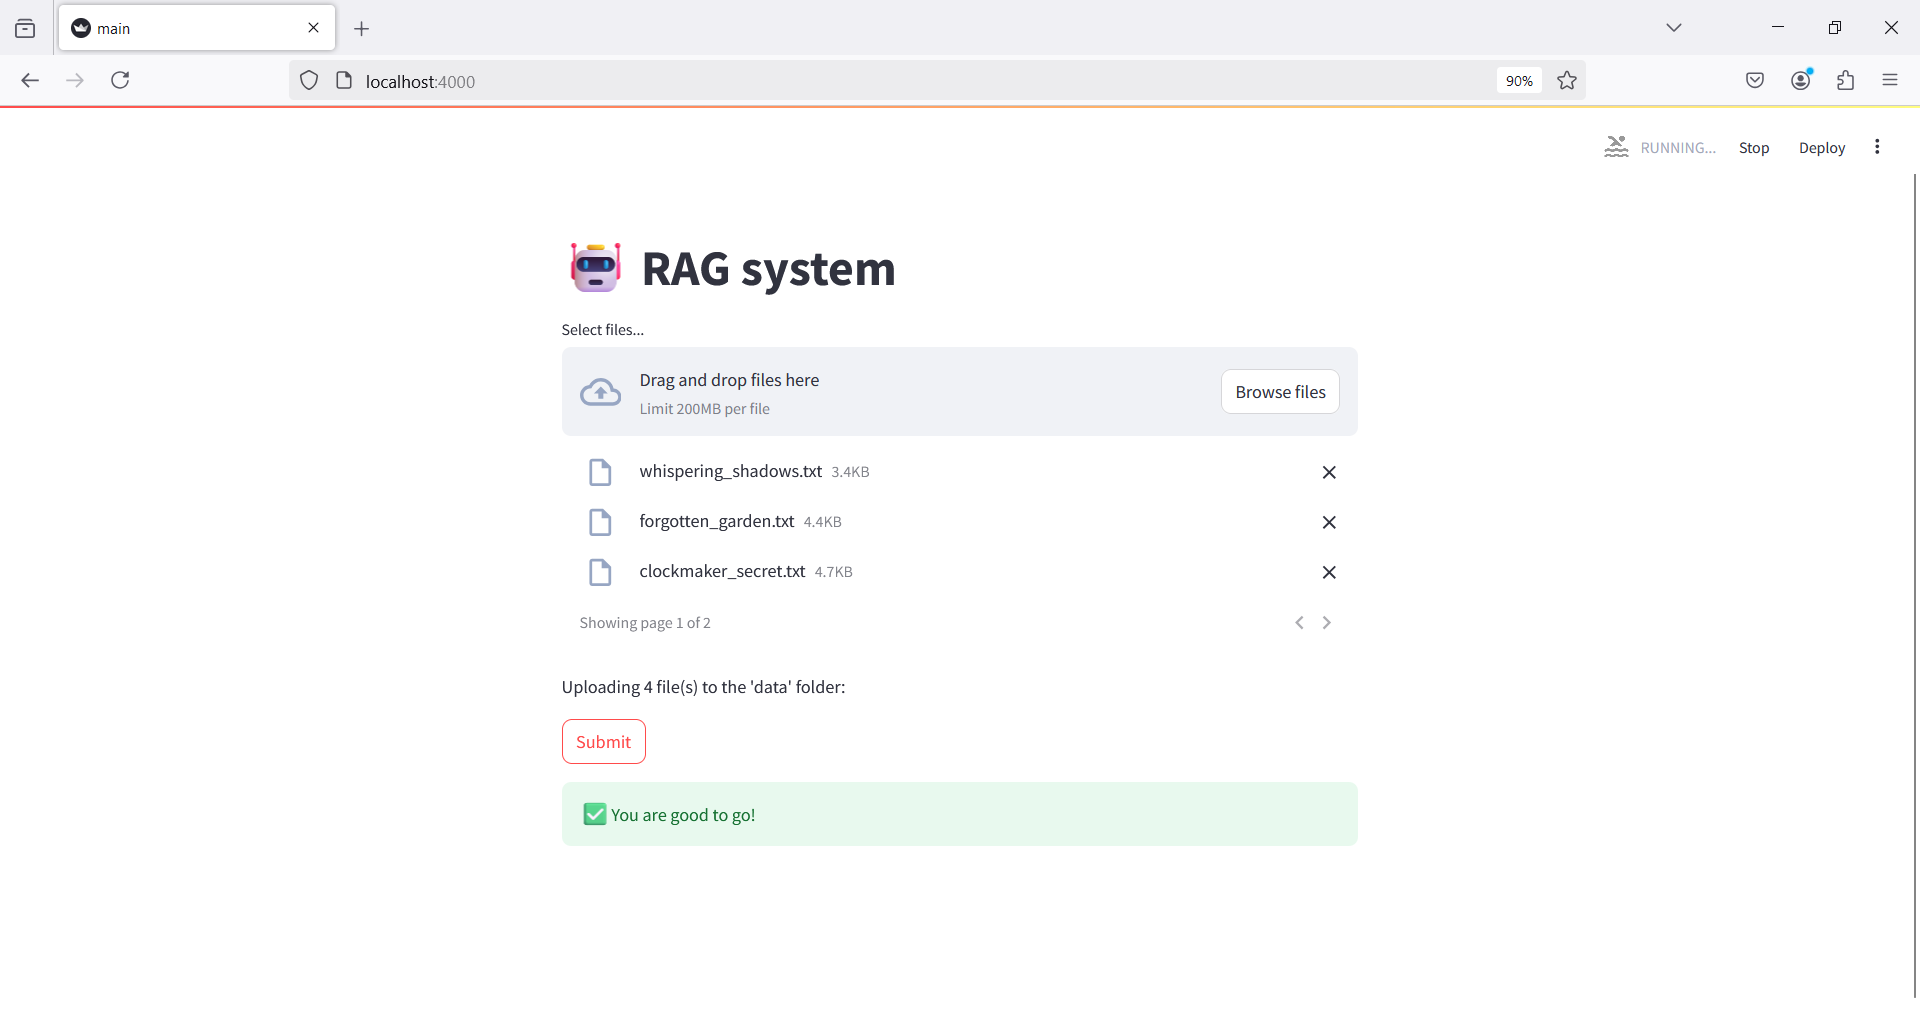 main
localhost:4000
90%
RUNNING...
Stop
Deploy
RAG system
Select files...
Drag and drop files here
Limit 200MB per file
Browse files
whispering_shadows.txt 3.4KB
forgotten_garden.txt 4.4KB
clockmaker_secret.txt 4.7KB
Showing page 1 of 2
Uploading 4 file(s) to the 'data' folder:
Submit
You are good to go!